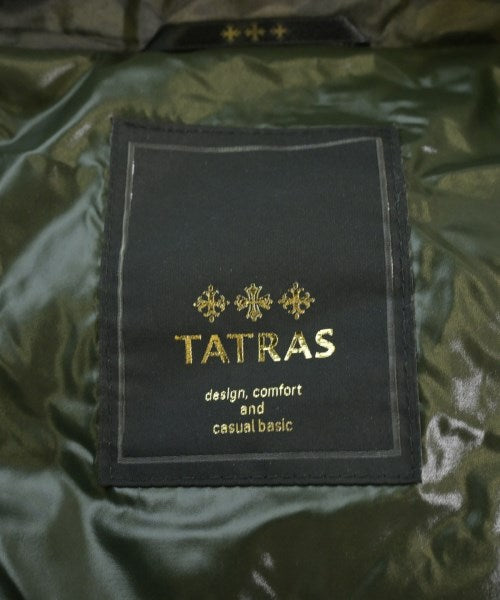 TATRAS
design, comfort
and
casual basic